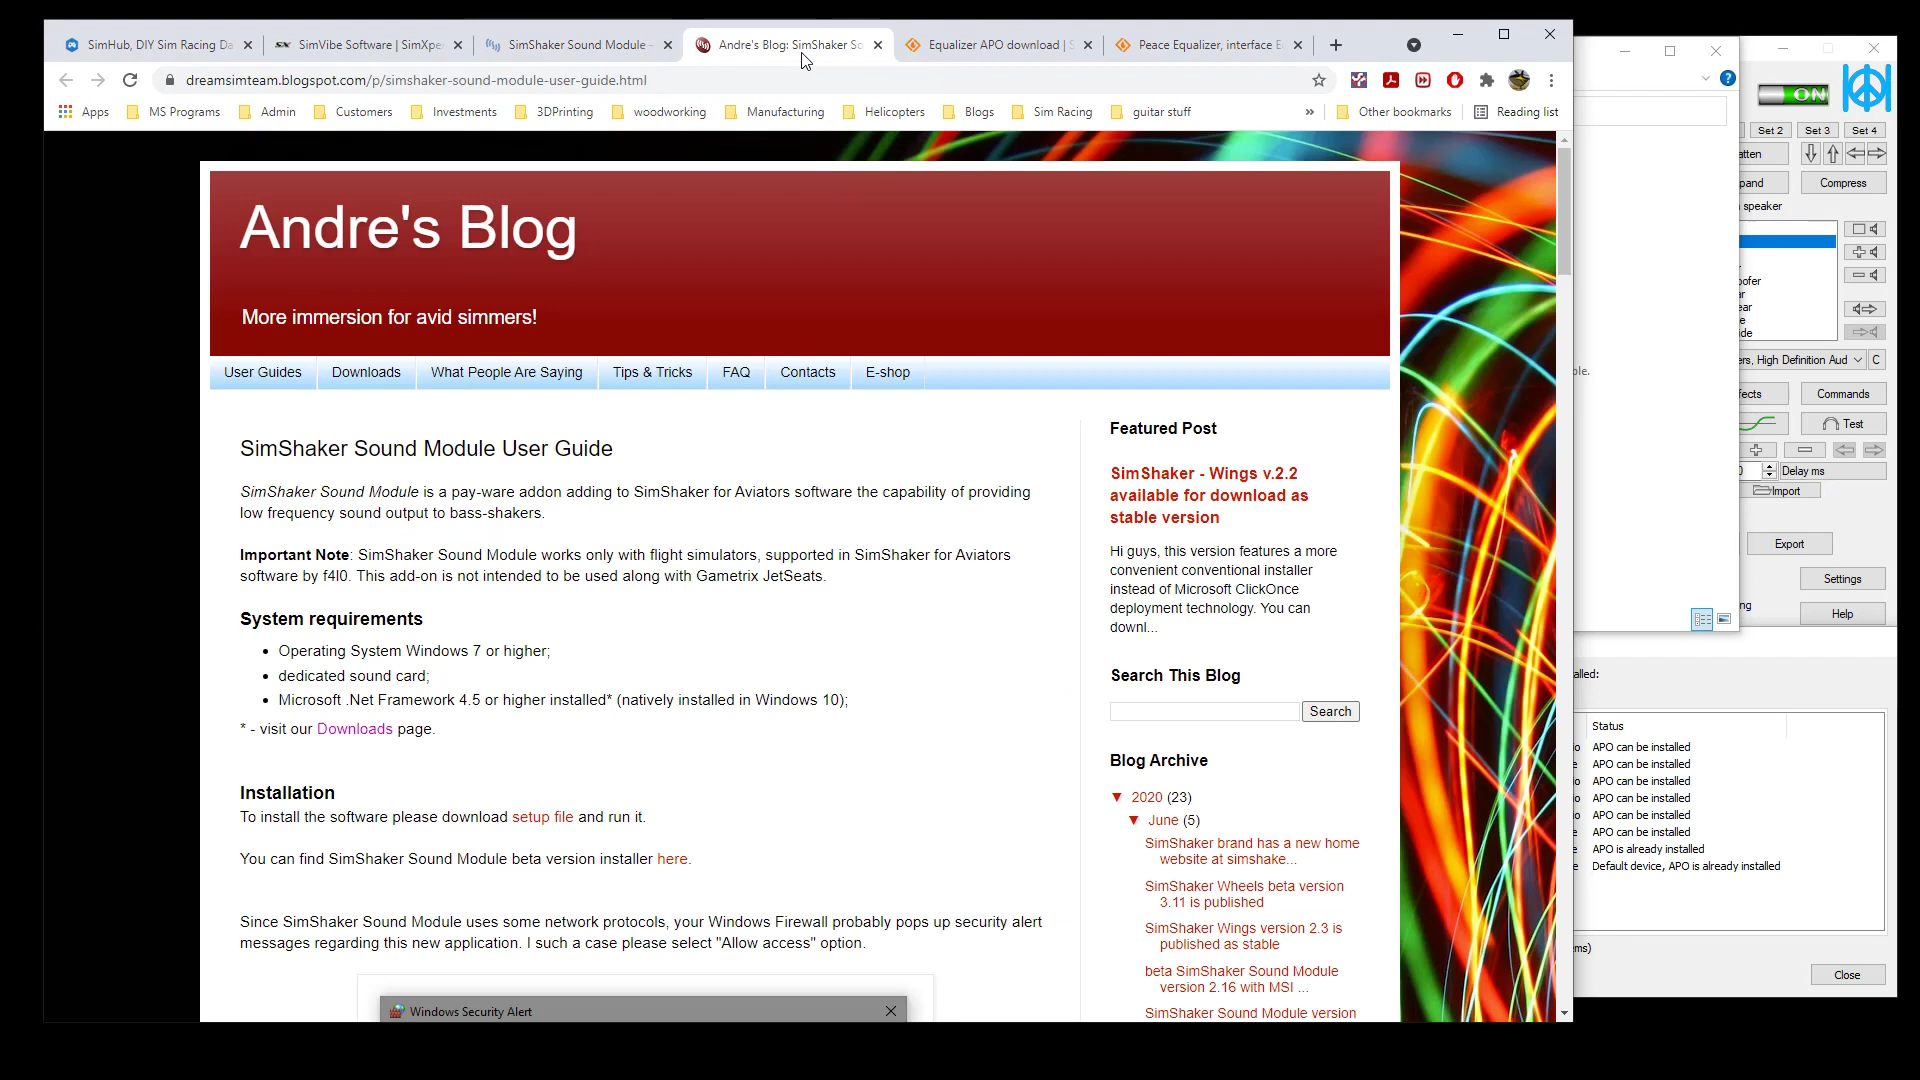 SimHub, DIY Sim Racing Da
SimVibe Software | SimXpe
SimShaker Sound Module -
Andre's Blog: SimShaker So
Equalizer APO download | S
Peace Equalizer, interface E
dreamsimteam.blogspot.com/p/simshaker-sound-module-user-guide.html
Apps
MS Programs
Admin
Customers
Investments
3DPrinting
woodworking
Manufacturing
Helicopters
Blogs
Sim Racing
guitar stuff
»
Other bookmarks
Reading list
Andre's Blog
More immersion for avid simmers!
User Guides
Downloads
What People Are Saying
Tips & Tricks
FAQ
Contacts
E-shop
SimShaker Sound Module User Guide
SimShaker Sound Module is a pay-ware addon adding to SimShaker for Aviators software the capability of providing
low frequency sound output to bass-shakers.
Important Note: SimShaker Sound Module works only with flight simulators, supported in SimShaker for Aviators
software by f4l0. This add-on is not intended to be used along with Gametrix JetSeats.
System requirements
• Operating System Windows 7 or higher;
• dedicated sound card;
• Microsoft .Net Framework 4.5 or higher installed* (natively installed in Windows 10);
* - visit our Downloads page.
Installation
To install the software please download setup file and run it.
You can find SimShaker Sound Module beta version installer here.
Since SimShaker Sound Module uses some network protocols, your Windows Firewall probably pops up security alert
messages regarding this new application. I such a case please select "Allow access" option.
Windows Security Alert
Featured Post
SimShaker - Wings v.2.2
available for download as
stable version
Hi guys, this version features a more
convenient conventional installer
instead of Microsoft ClickOnce
deployment technology. You can
downl...
Search This Blog
Search
Blog Archive
▼ 2020 (23)
▼ June (5)
SimShaker brand has a new home
website at simshake...
SimShaker Wheels beta version
3.11 is published
SimShaker Wings version 2.3 is
published as stable
beta SimShaker Sound Module
version 2.16 with MSI ...
SimShaker Sound Module version
ON
Set 2
Set 3
Set 4
atten
pand
Compress
speaker
oofer
ar
ear
e
ide
ers, High Definition Aud
C
ble.
fects
Commands
Test
0
Delay ms
Import
Export
Settings
ng
Help
alled:
Status
APO can be installed
APO can be installed
APO can be installed
APO can be installed
APO can be installed
APO can be installed
APO is already installed
Default device, APO is already installed
ms)
Close